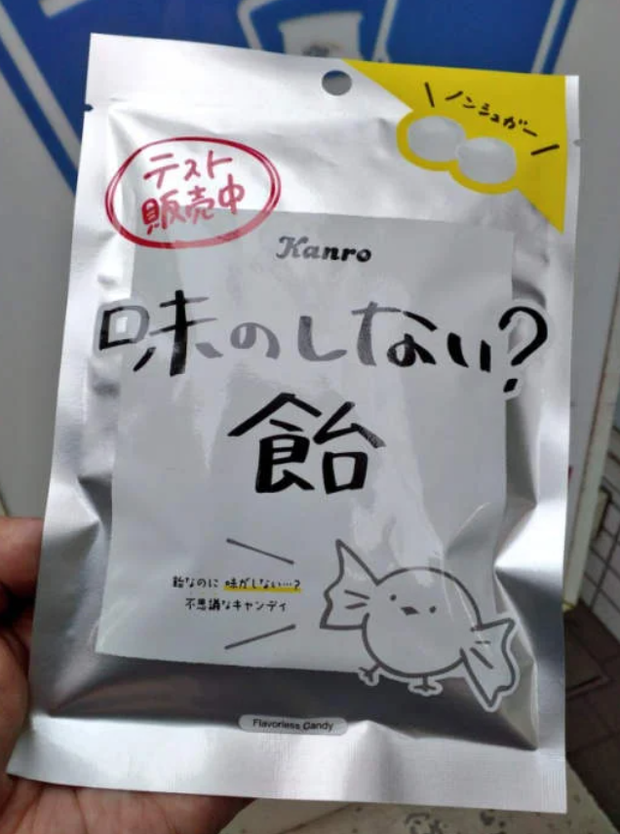 ノンシュガー
テスト
販売中
Kanro
味のしない?
飴
飴なのに 味がしない…?
不思議なキャンディ
Flavorless Candy